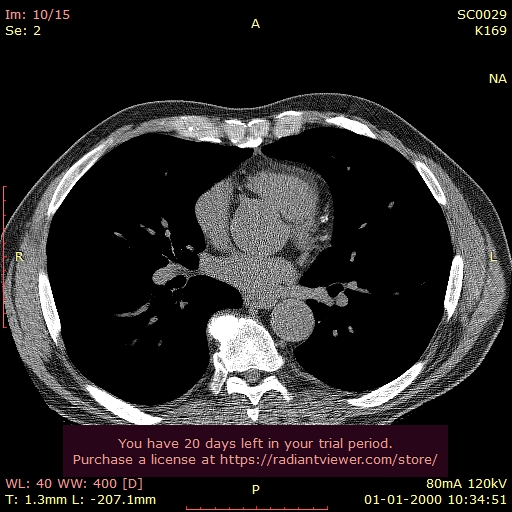 Im: 10/15
Se: 2
A
SC0029
K169
NA
R
L
You have 20 days left in your trial period.
Purchase a license at https://radiantviewer.com/store/
WL: 40 WW: 400 [D]
T: 1.3mm L: -207.1mm
P
80mA 120kV
01-01-2000 10:34:51